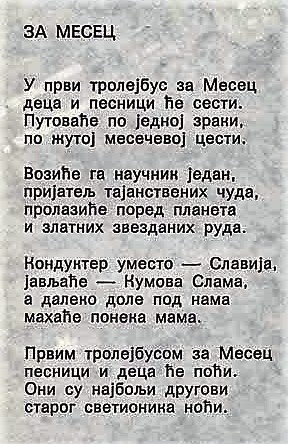 ЗА МЕСЕЦ
У први тролејбус за Месец
деца и песници ће сести.
Путоваће по једној зраки,
по жутој месечевој цести.
Возиће га научник један,
пријатељ тајанствених чуда,
пролазиће поред планета
и златних звезданих руда.
Кондуктер уместо — Славија,
јављаће — Кумова Слама,
а далеко доле под нама
махаће понека мама.
Првим тролејбусом за Месец
песници и деца ће поћи.
Они су најбољи другови
старог светионика ноћи.